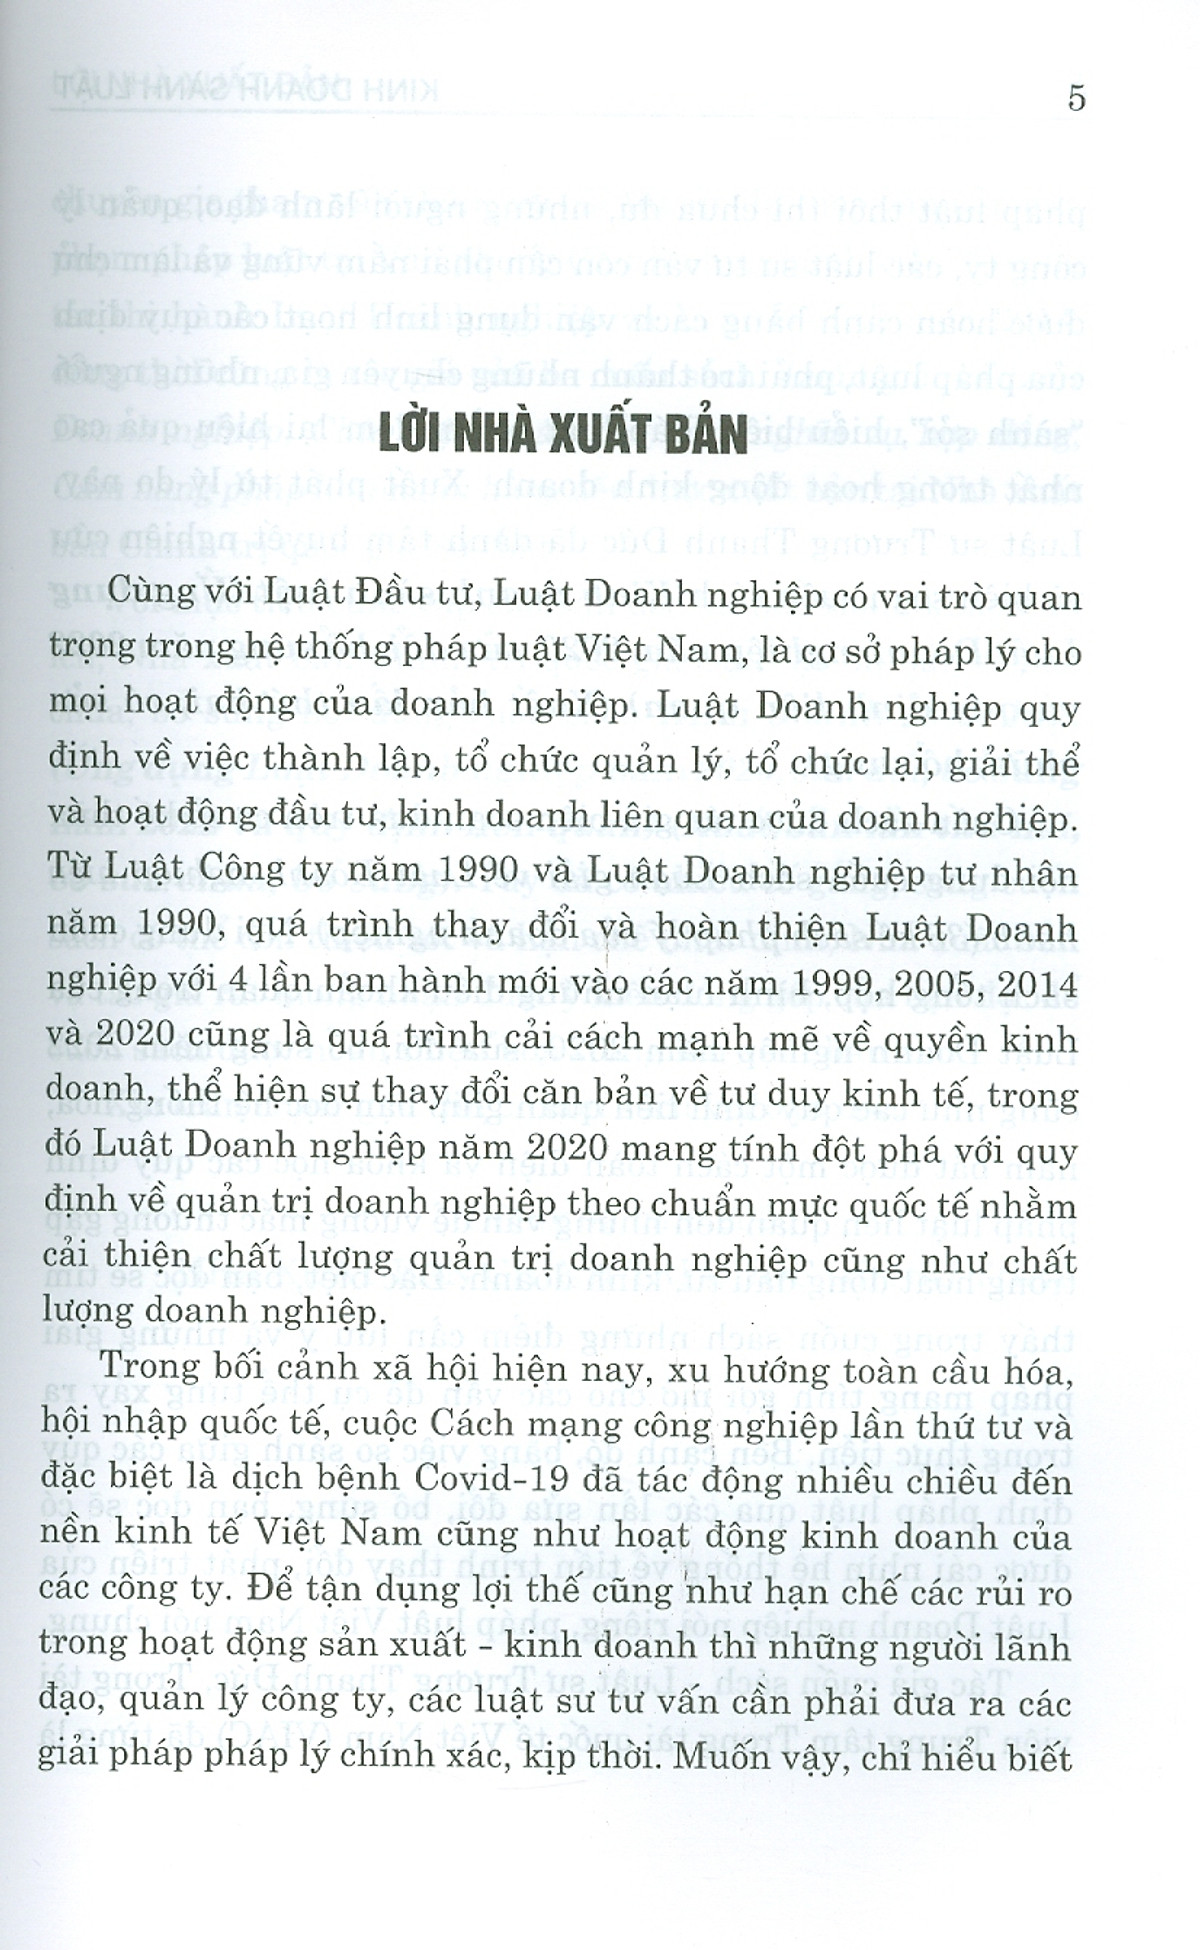 5
LỜI NHÀ XUẤT BẢN
Cùng với Luật Đầu tư, Luật Doanh nghiệp có vai trò quan
trọng trong hệ thống pháp luật Việt Nam, là cơ sở pháp lý cho
mọi hoạt động của doanh nghiệp. Luật Doanh nghiệp quy
định về việc thành lập, tổ chức quản lý, tổ chức lại, giải thể
và hoạt động đầu tư, kinh doanh liên quan của doanh nghiệp.
Từ Luật Công ty năm 1990 và Luật Doanh nghiệp tư nhân
năm 1990, quá trình thay đổi và hoàn thiện Luật Doanh
nghiệp với 4 lần ban hành mới vào các năm 1999, 2005, 2014
và 2020 cũng là quá trình cải cách mạnh mẽ về quyền kinh
doanh, thể hiện sự thay đổi căn bản về tư duy kinh tế, trong
đó Luật Doanh nghiệp năm 2020 mang tính đột phá với quy
định về quản trị doanh nghiệp theo chuẩn mực quốc tế nhằm
cải thiện chất lượng quản trị doanh nghiệp cũng như chất
lượng doanh nghiệp.
Trong bối cảnh xã hội hiện nay, xu hướng toàn cầu hóa,
hội nhập quốc tế, cuộc Cách mạng công nghiệp lần thứ tư và
đặc biệt là dịch bệnh Covid-19 đã tác động nhiều chiều đến
nền kinh tế Việt Nam cũng như hoạt động kinh doanh của
các công ty. Để tận dụng lợi thế cũng như hạn chế các rủi ro
trong hoạt động sản xuất - kinh doanh thì những người lãnh
đạo, quản lý công ty, các luật sư tư vấn cần phải đưa ra các
giải pháp pháp lý chính xác, kịp thời. Muốn vậy, chỉ hiểu biết